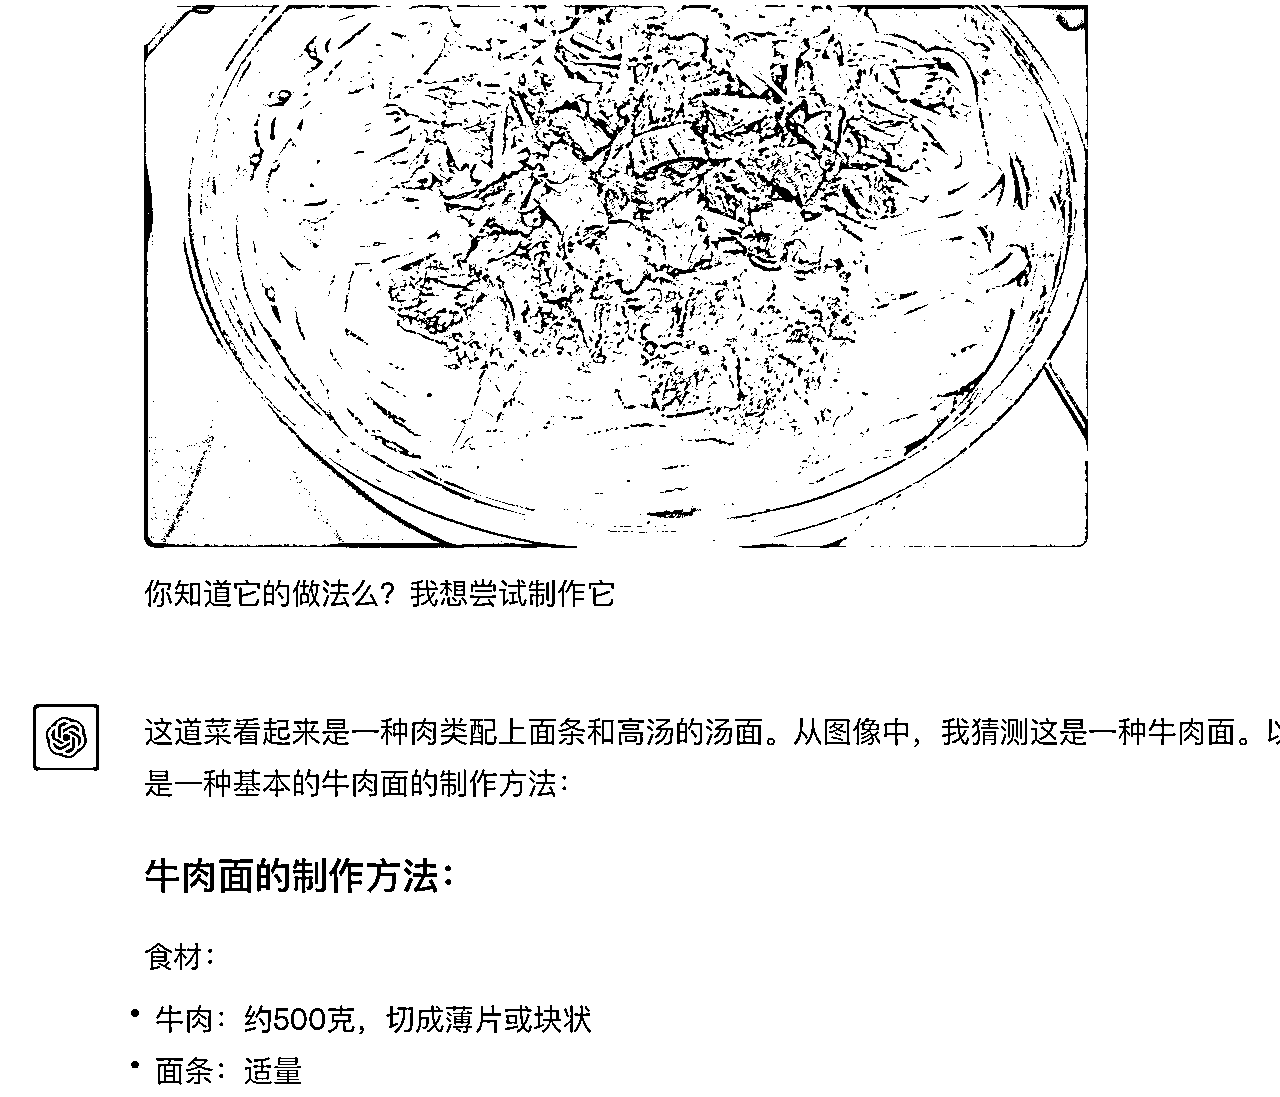 你知道它的做法么？我想尝试制作它
这道菜看起来是一种肉类配上面条和高汤的汤面。从图像中，我猜测这是一种牛肉面。以
是一种基本的牛肉面的制作方法：
牛肉面的制作方法：
食材：
• 牛肉：约500克，切成薄片或块状
• 面条：适量